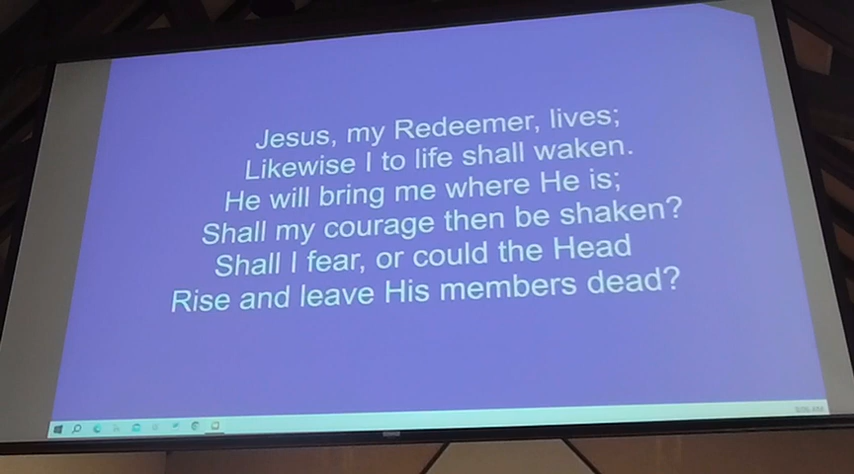 Jesus, my Redeemer, lives;
Likewise I to life shall waken.
He will bring me where He is;
Shall my courage then be shaken?
Shall I fear, or could the Head
Rise and leave His members dead?